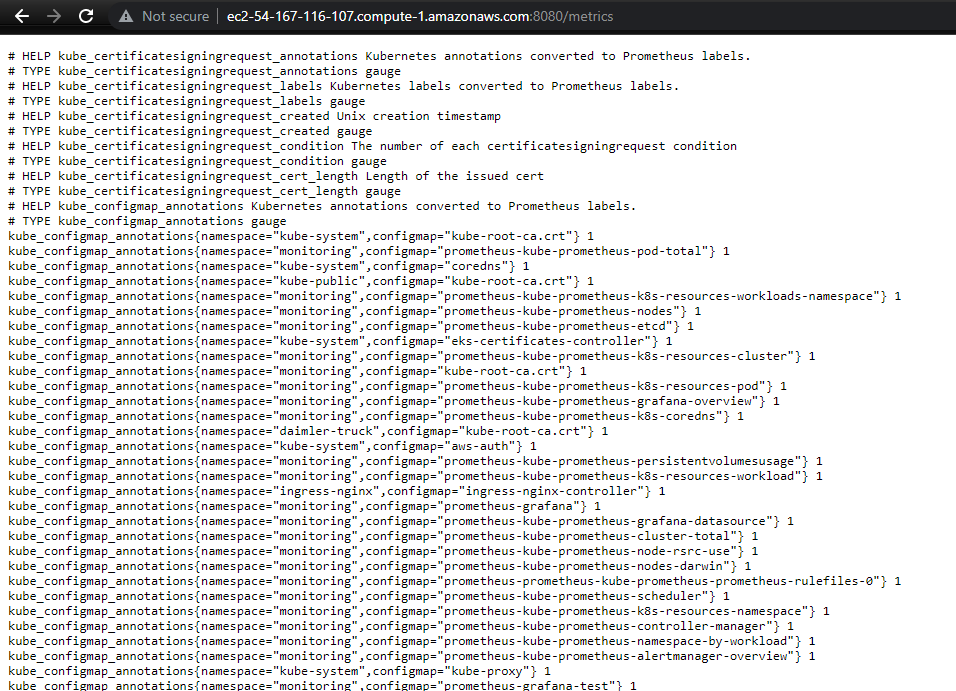 Not secure | ec2-54-167-116-107.compute-1.amazonaws.com:8080/metrics
# HELP kube_certificatesigningrequest_annotations Kubernetes annotations converted to Prometheus labels.
# TYPE kube_certificatesigningrequest_annotations gauge
# HELP kube_certificatesigningrequest_labels Kubernetes labels converted to Prometheus labels.
# TYPE kube_certificatesigningrequest_labels gauge
# HELP kube_certificatesigningrequest_created Unix creation timestamp
# TYPE kube_certificatesigningrequest_created gauge
# HELP kube_certificatesigningrequest_condition The number of each certificatesigningrequest condition
# TYPE kube_certificatesigningrequest_condition gauge
# HELP kube_certificatesigningrequest_cert_length Length of the issued cert
# TYPE kube_certificatesigningrequest_cert_length gauge
# HELP kube_configmap_annotations Kubernetes annotations converted to Prometheus labels.
# TYPE kube_configmap_annotations gauge
kube_configmap_annotations{namespace="kube-system",configmap="kube-root-ca.crt"} 1
kube_configmap_annotations{namespace="monitoring",configmap="prometheus-kube-prometheus-pod-total"} 1
kube_configmap_annotations{namespace="kube-system",configmap="coredns"} 1
kube_configmap_annotations{namespace="kube-public",configmap="kube-root-ca.crt"} 1
kube_configmap_annotations{namespace="monitoring",configmap="prometheus-kube-prometheus-k8s-resources-workloads-namespace"} 1
kube_configmap_annotations{namespace="monitoring",configmap="prometheus-kube-prometheus-nodes"} 1
kube_configmap_annotations{namespace="monitoring",configmap="prometheus-kube-prometheus-etcd"} 1
kube_configmap_annotations{namespace="kube-system",configmap="eks-certificates-controller"} 1
kube_configmap_annotations{namespace="monitoring",configmap="prometheus-kube-prometheus-k8s-resources-cluster"} 1
kube_configmap_annotations{namespace="monitoring",configmap="kube-root-ca.crt"} 1
kube_configmap_annotations{namespace="monitoring",configmap="prometheus-kube-prometheus-k8s-resources-pod"} 1
kube_configmap_annotations{namespace="monitoring",configmap="prometheus-kube-prometheus-grafana-overview"} 1
kube_configmap_annotations{namespace="monitoring",configmap="prometheus-kube-prometheus-k8s-coredns"} 1
kube_configmap_annotations{namespace="daimler-truck",configmap="kube-root-ca.crt"} 1
kube_configmap_annotations{namespace="kube-system",configmap="aws-auth"} 1
kube_configmap_annotations{namespace="monitoring",configmap="prometheus-kube-prometheus-persistentvolumesusage"} 1
kube_configmap_annotations{namespace="monitoring",configmap="prometheus-kube-prometheus-k8s-resources-workload"} 1
kube_configmap_annotations{namespace="ingress-nginx",configmap="ingress-nginx-controller"} 1
kube_configmap_annotations{namespace="monitoring",configmap="prometheus-grafana"} 1
kube_configmap_annotations{namespace="monitoring",configmap="prometheus-kube-prometheus-grafana-datasource"} 1
kube_configmap_annotations{namespace="monitoring",configmap="prometheus-kube-prometheus-cluster-total"} 1
kube_configmap_annotations{namespace="monitoring",configmap="prometheus-kube-prometheus-node-rsrc-use"} 1
kube_configmap_annotations{namespace="monitoring",configmap="prometheus-kube-prometheus-nodes-darwin"} 1
kube_configmap_annotations{namespace="monitoring",configmap="prometheus-prometheus-kube-prometheus-prometheus-rulefiles-0"} 1
kube_configmap_annotations{namespace="monitoring",configmap="prometheus-kube-prometheus-scheduler"} 1
kube_configmap_annotations{namespace="monitoring",configmap="prometheus-kube-prometheus-k8s-resources-namespace"} 1
kube_configmap_annotations{namespace="monitoring",configmap="prometheus-kube-prometheus-controller-manager"} 1
kube_configmap_annotations{namespace="monitoring",configmap="prometheus-kube-prometheus-namespace-by-workload"} 1
kube_configmap_annotations{namespace="monitoring",configmap="prometheus-kube-prometheus-alertmanager-overview"} 1
kube_configmap_annotations{namespace="kube-system",configmap="kube-proxy"} 1
kube_configmap_annotations{namespace="monitoring",configmap="prometheus-grafana-test"} 1